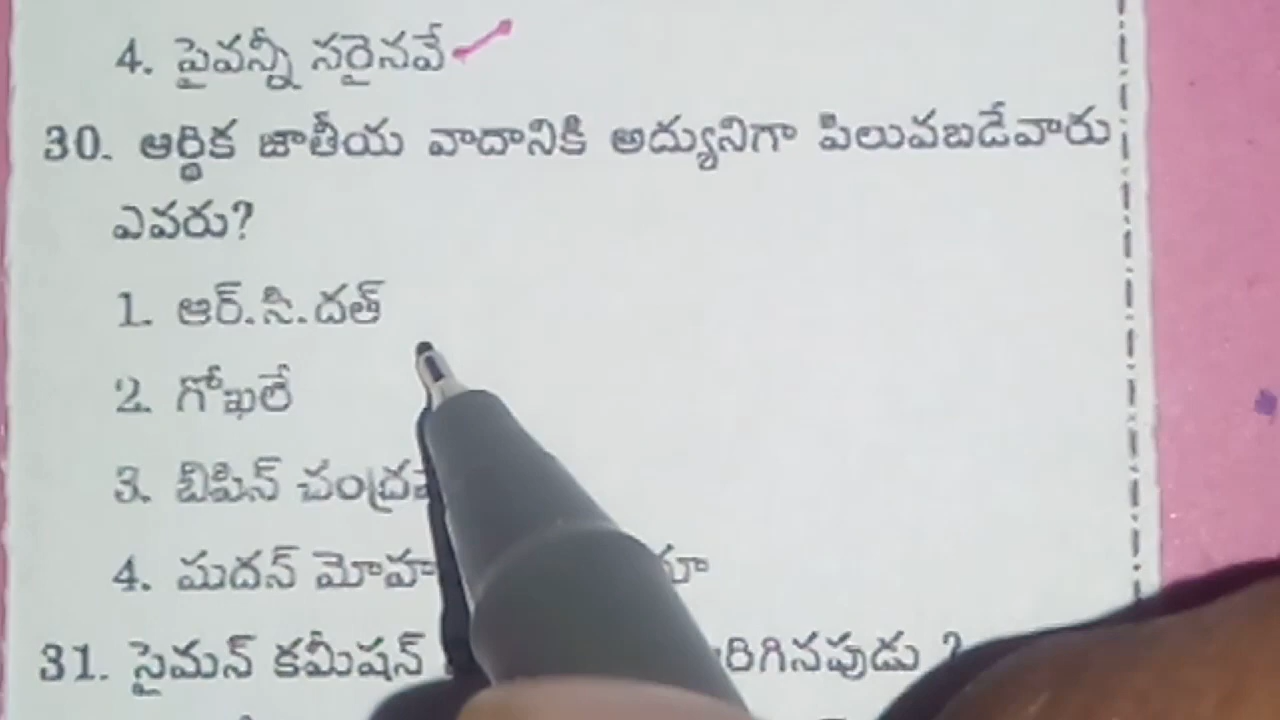 4. పైవన్నీ సరైనవే
30. ఆర్థిక జాతీయ వాదానికి అద్యునిగా పిలువబడేవారు
ఎవరు?
1. ఆర్.సి.దత్
2. గోఖలే
3. బిపిన్
4. మదన్
31. సైమన్ కమీషన్ ?